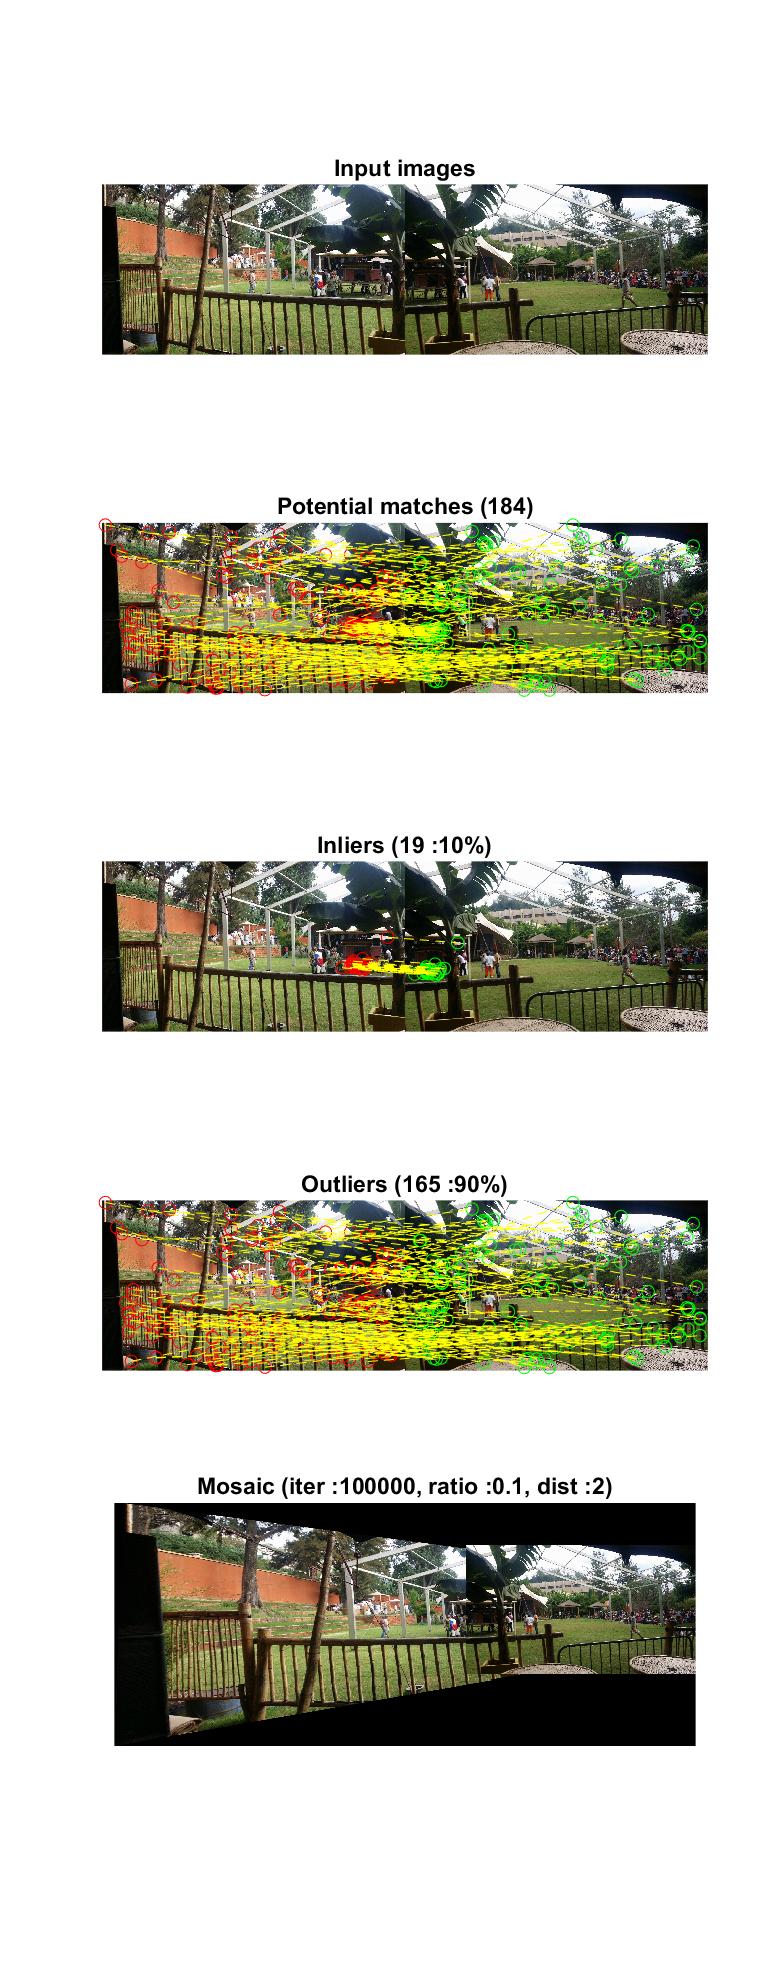 Input images
Potential matches (184)
Inliers (19 :10%)
Outliers (165 :90%)
Mosaic (iter :100000, ratio :0.1, dist :2)